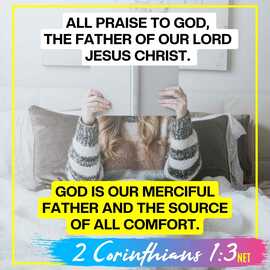 ALL PRAISE TO GOD,
THE FATHER OF OUR LORD
JESUS CHRIST.
GOD IS OUR MERCIFUL
FATHER AND THE SOURCE
OF ALL COMFORT.
2 Corinthians 1:3 NET